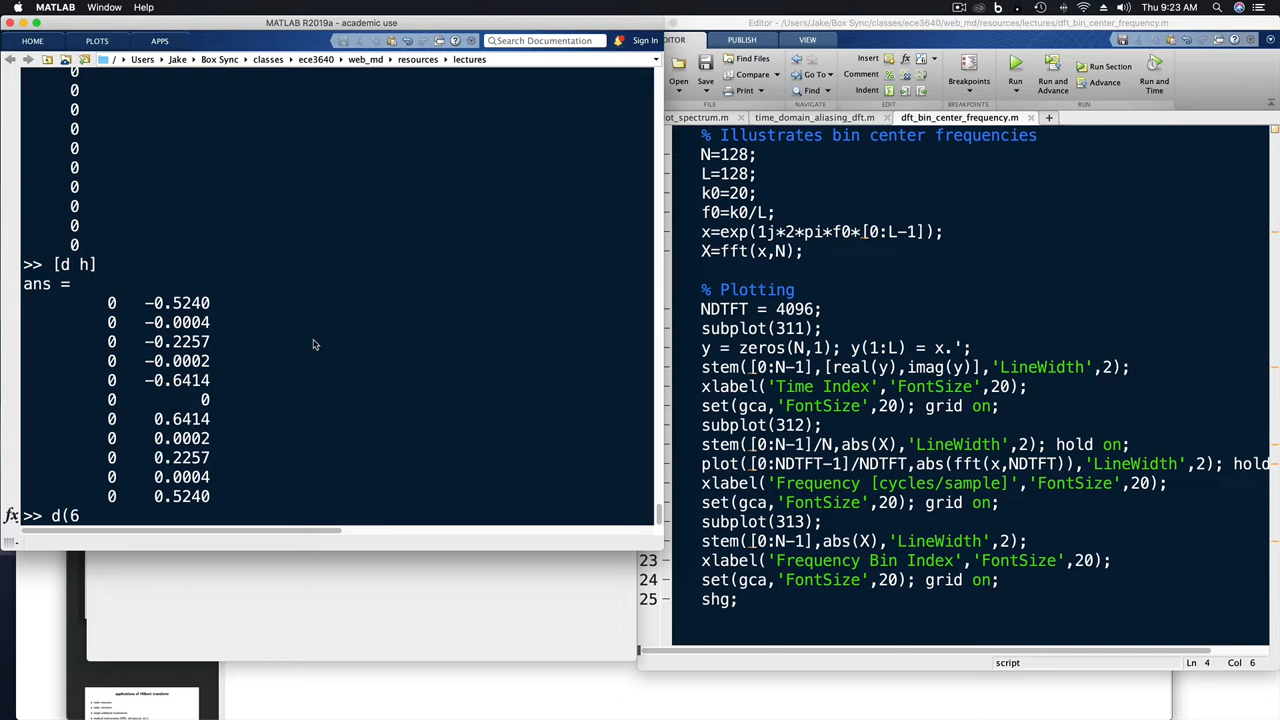 MATLAB Window Help
Thu 9:23 AM
MATLAB R2019a - academic use
Editor - /Users/Jake/Box Sync/classes/ece3640/web_md/resources/lectures/dft_bin_center_frequency.m
HOME PLOTS APPS
Search Documentation
Sign In
/ Users Jake Box Sync classes ece3640 web_md resources lectures
0
0
0
0
0
0
0
0
0
0
>> [d h]
ans =
0 -0.5240
0 -0.0004
0 -0.2257
0 -0.0002
0 -0.6414
0 0
0 0.6414
0 0.0002
0 0.2257
0 0.0004
0 0.5240
fx >> d(6
applications of Hilbert transform
TOR PUBLISH VIEW
Open Save
Find Files
Compare
Print
Go To
Find
Insert fx
Comment
Indent
Breakpoints
Run
Run and Advance
Run Section
Advance
Run and Time
FILE NAVIGATE EDIT BREAKPOINTS RUN
lot_spectrum.m time_domain_aliasing_dft.m dft_bin_center_frequency.m
% Illustrates bin center frequencies
N=128;
L=128;
k0=20;
f0=k0/L;
x=exp(1j*2*pi*f0*[0:L-1]);
X=fft(x,N);
% Plotting
NDTFT = 4096;
subplot(311);
y = zeros(N,1); y(1:L) = x.';
stem([0:N-1],[real(y),imag(y)],'LineWidth',2);
xlabel('Time Index','FontSize',20);
set(gca,'FontSize',20); grid on;
subplot(312);
stem([0:N-1]/N,abs(X),'LineWidth',2); hold on;
plot([0:NDTFT-1]/NDTFT,abs(fft(x,NDTFT)),'LineWidth',2); hold
xlabel('Frequency [cycles/sample]','FontSize',20);
set(gca,'FontSize',20); grid on;
subplot(313);
stem([0:N-1],abs(X),'LineWidth',2);
23 xlabel('Frequency Bin Index','FontSize',20);
24 set(gca,'FontSize',20); grid on;
25 shg;
script Ln 4 Col 6